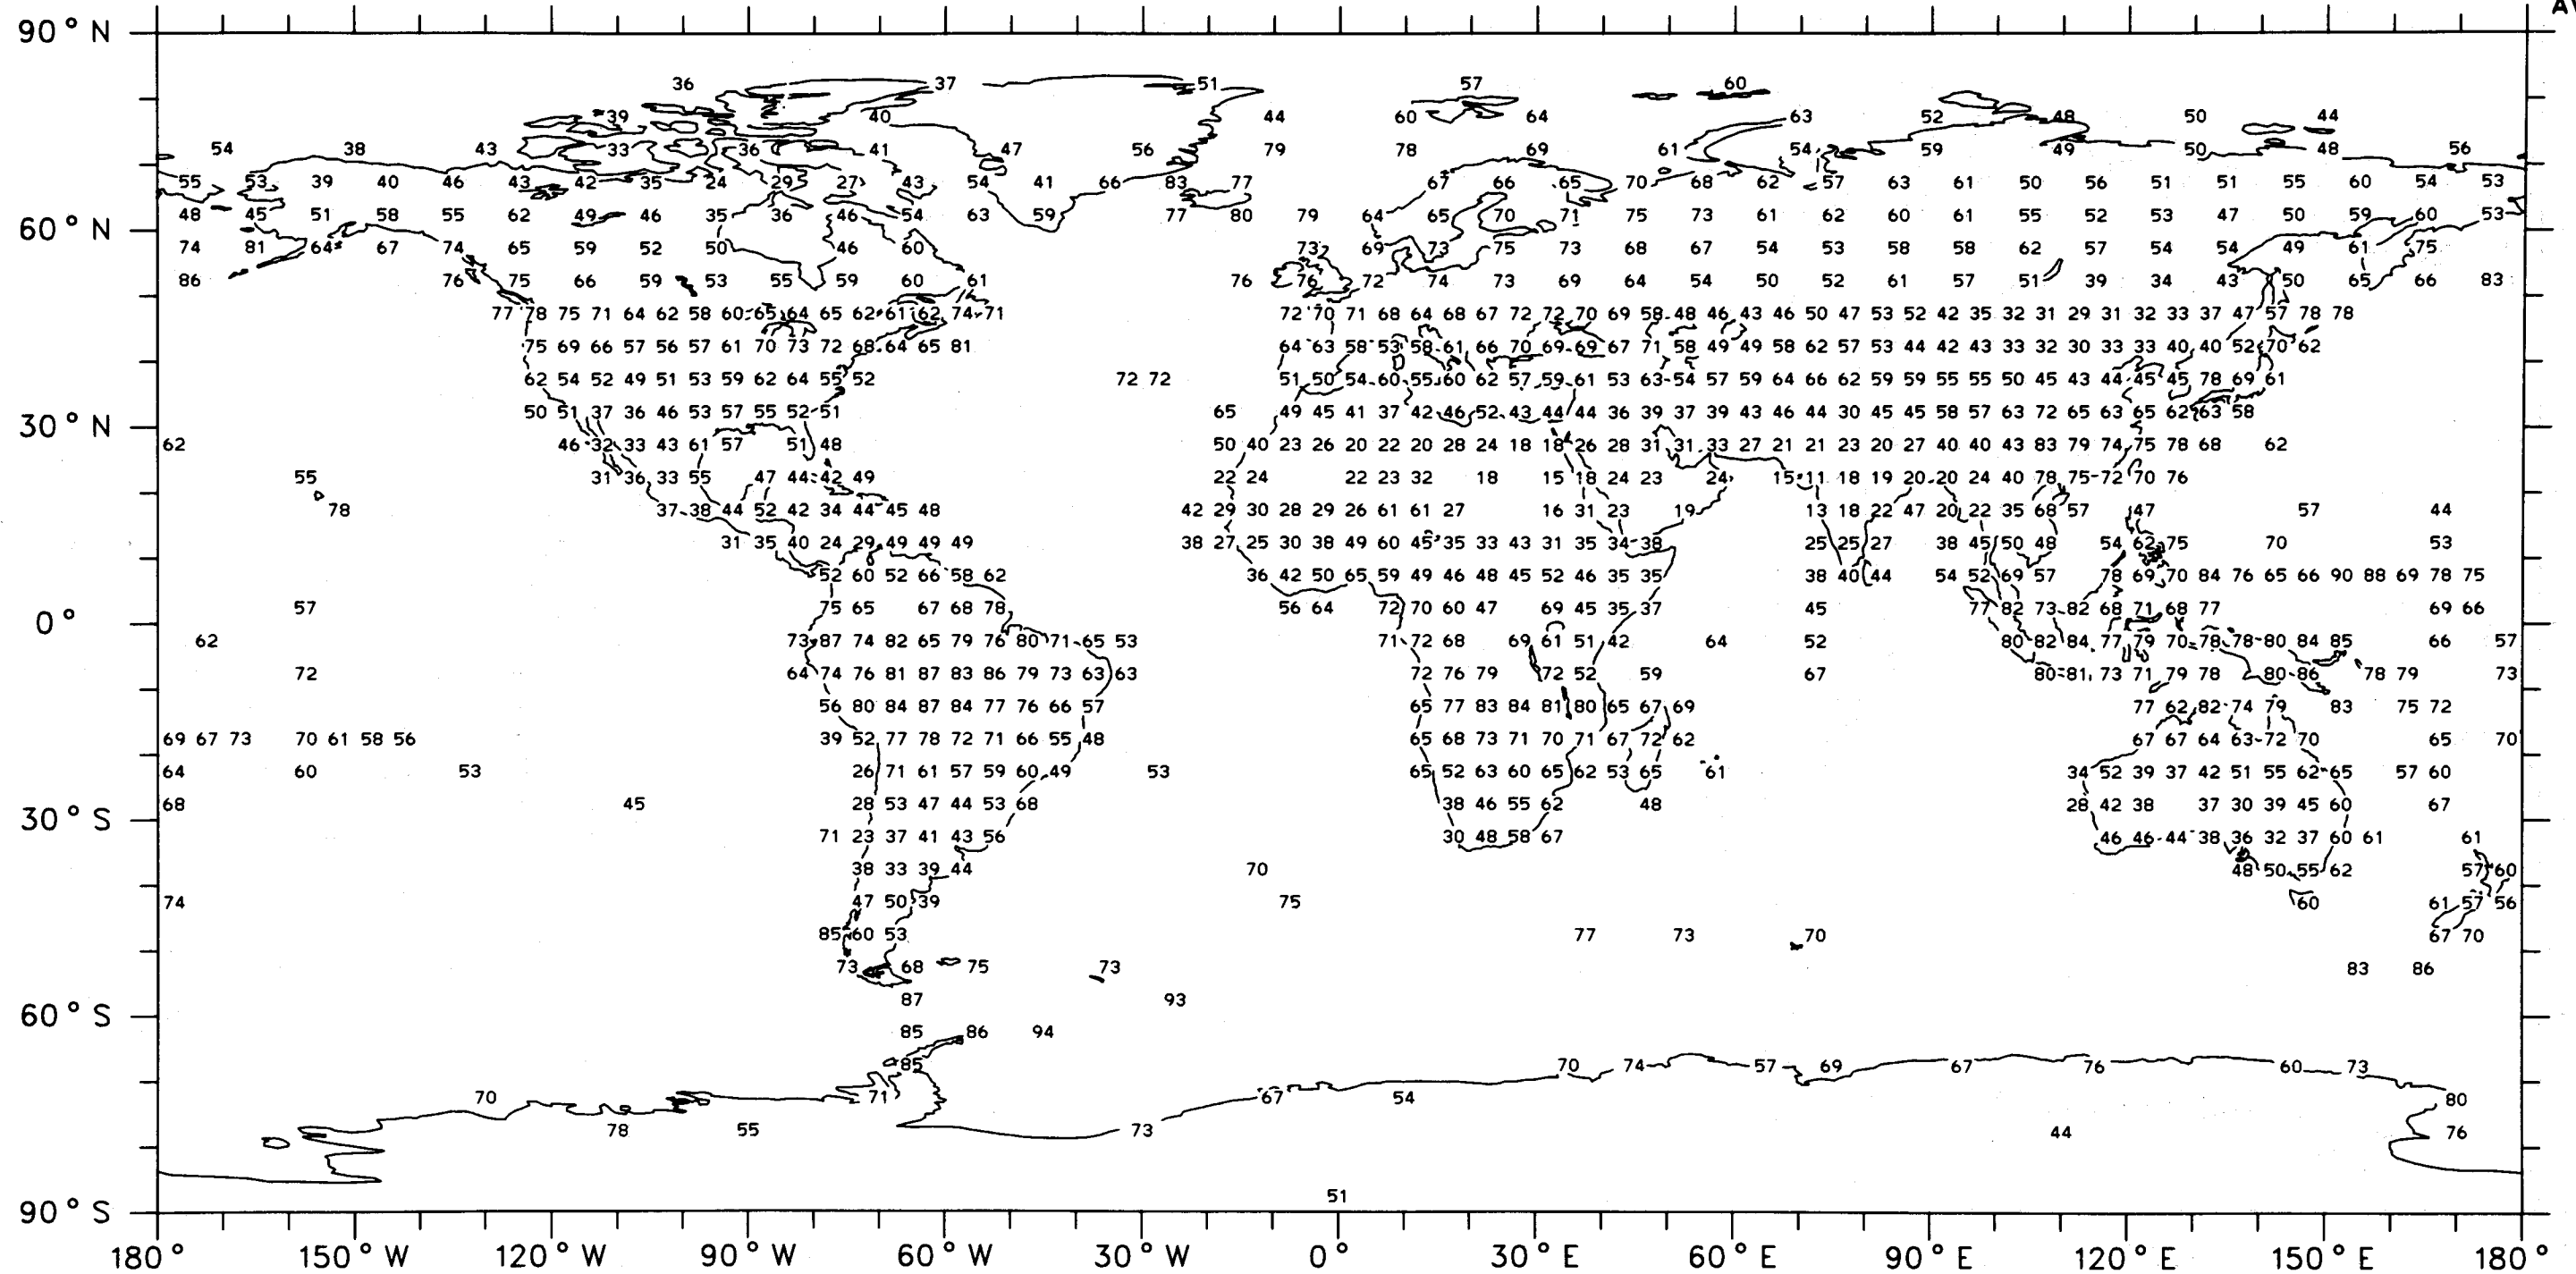 AV
90° N
36 37 51 57 60
39 40 44 60 64 63 52 48 50 44
54 38 43 33 36 41 47 56 79 78 69 61 54 59 49 50 48 56
55 53 39 40 46 43 42 35 24 29 27 43 54 41 66 83 77 67 66 65 70 68 62 57 63 61 50 56 51 51 55 60 54 53
48 45 51 58 55 62 49 46 35 36 46 54 63 59 77 80 79 64 65 70 71 75 73 61 62 60 61 55 52 53 47 50 59 60 53
60° N
74 81 64 67 74 65 59 52 50 46 60 73 69 73 75 73 68 67 54 53 58 58 62 57 54 54 49 61 75
86 76 75 66 59 53 55 59 60 61 76 76 72 74 73 69 64 54 50 52 61 57 51 39 34 43 50 65 66 83
77 78 75 71 64 62 58 60 65 64 65 62 61 62 74 71 72 70 71 68 64 68 67 72 72 70 69 58 48 46 43 46 50 47 53 52 42 35 32 31 29 31 32 33 37 47 57 78 78
75 69 66 57 56 57 61 70 73 72 68 64 65 81 64 63 58 53 58 61 66 70 69 69 67 71 58 49 49 58 62 57 53 44 42 43 33 32 30 33 33 40 40 52 70 62
62 54 52 49 51 53 59 62 64 55 52 72 72 51 50 54 60 55 60 62 57 59 61 53 63 54 57 59 64 66 62 59 59 55 55 50 45 43 44 45 45 78 69 61
50 51 37 36 46 53 57 55 52 51 65 49 45 41 37 42 46 52 43 44 44 36 39 37 39 43 46 44 30 45 45 58 57 63 72 65 63 65 62 63 58
30° N
62 46 32 33 43 61 57 51 48 50 40 23 26 20 22 20 28 24 18 18 26 28 31 31 33 27 21 21 23 20 27 40 40 43 83 79 74 75 78 68 62
55 31 36 33 55 47 44 42 49 22 24 22 23 32 18 15 18 24 23 24 15 11 18 19 20 20 24 40 78 75 72 70 76
78 37 38 44 52 42 34 44 45 48 42 29 30 28 29 26 61 61 27 16 31 23 19 13 18 22 47 20 22 35 68 57 47 57 44
31 35 40 24 29 49 49 49 38 27 25 30 38 49 60 45 35 33 43 31 35 34 38 25 25 27 38 45 50 48 54 62 75 70 53
52 60 52 66 58 62 36 42 50 65 59 49 46 48 45 52 46 35 35 38 40 44 54 52 69 57 78 69 70 84 76 65 66 90 88 69 78 75
57 75 65 67 68 78 56 64 72 70 60 47 69 45 35 37 45 77 82 73 82 68 71 68 77 69 66
0°
62 73 87 74 82 65 79 76 80 71 65 53 71 72 68 69 61 51 42 64 52 80 82 84 77 79 70 78 78 80 84 85 66 57
72 64 74 76 81 87 83 86 79 73 63 63 72 76 79 72 52 59 67 80 81 73 71 79 78 80 86 78 79 73
56 80 84 87 84 77 76 66 57 65 77 83 84 81 80 65 67 69 77 62 82 74 79 83 75 72
69 67 73 70 61 58 56 39 52 77 78 72 71 66 55 48 65 68 73 71 70 71 67 72 62 67 67 64 63 72 70 65 70
64 60 53 26 71 61 57 59 60 49 53 65 52 63 60 65 62 53 65 61 34 52 39 37 42 51 55 62 65 57 60
68 45 28 53 47 44 53 68 38 46 55 62 48 28 42 38 37 30 39 45 60 67
30° S
71 23 37 41 43 56 30 48 58 67 46 46 44 38 36 32 37 60 61 61
38 33 39 44 70 48 50 55 62 57 60
74 47 50 39 75 60 61 57 56
85 60 53 37 73 70 67 70
73 68 75 73 83 86
87 93
60° S
85 86 94
85 70 74 57 69 67 76 60 73
70 71 67 54 80
78 55 73 44 76
51
90° S
180° 150° W 120° W 90° W 60° W 30° W 0° 30° E 60° E 90° E 120° E 150° E 180°